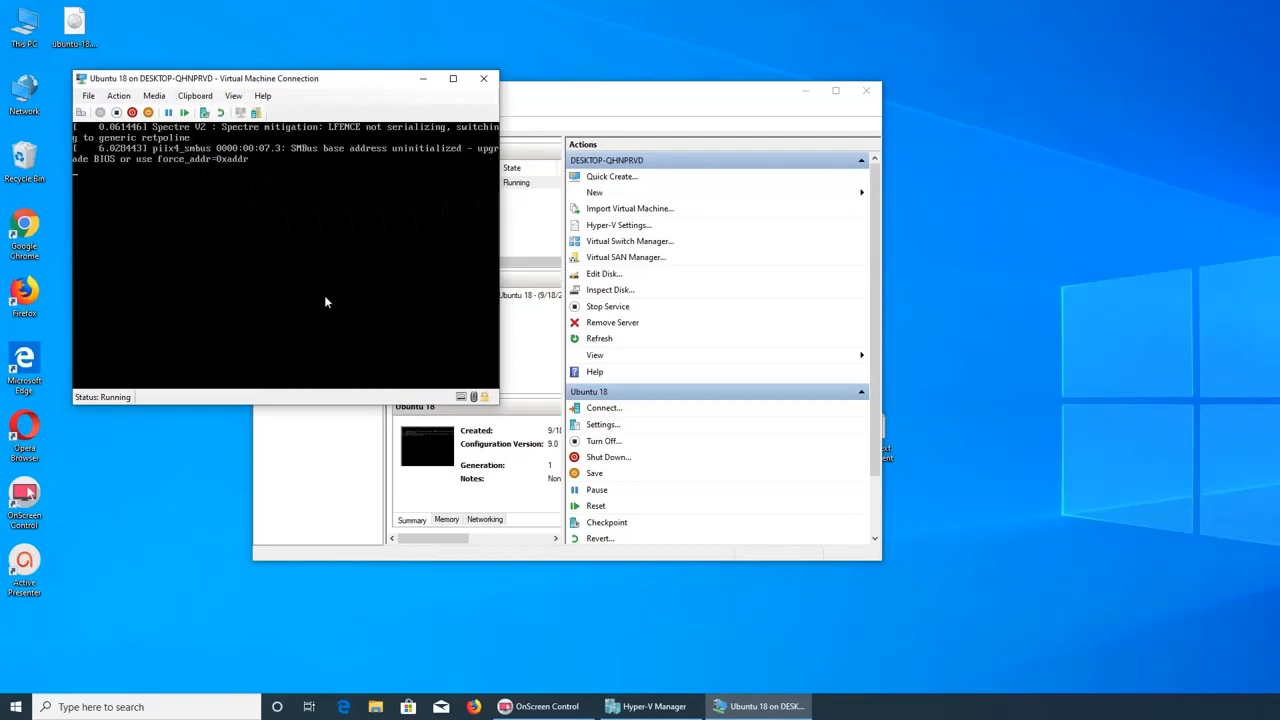 This PC
ubuntu-18....
Network
Recycle Bin
Google
Chrome
Firefox
Microsoft
Edge
Opera
Browser
OnScreen
Control
Active
Presenter
Ubuntu 18 on DESKTOP-QHNPRVD - Virtual Machine Connection
File Action Media Clipboard View Help
[ 0.061446] Spectre V2 : Spectre mitigation: LFENCE not serializing, switchin
g to generic retpoline
[ 6.028443] piix4_smbus 0000:00:07.3: SMBus base address uninitialized - upgr
ade BIOS or use force_addr=0xaddr
Status: Running
State
Running
Ubuntu 18 - (9/18/2
Ubuntu 18
Created: 9/18
Configuration Version: 9.0
Generation: 1
Notes: Non
Summary Memory Networking
Actions
DESKTOP-QHNPRVD
Quick Create...
New
Import Virtual Machine...
Hyper-V Settings...
Virtual Switch Manager...
Virtual SAN Manager...
Edit Disk...
Inspect Disk...
Stop Service
Remove Server
Refresh
View
Help
Ubuntu 18
Connect...
Settings...
Turn Off...
Shut Down...
Save
Pause
Reset
Checkpoint
Revert...
Type here to search
OnScreen Control
Hyper-V Manager
Ubuntu 18 on DESK...